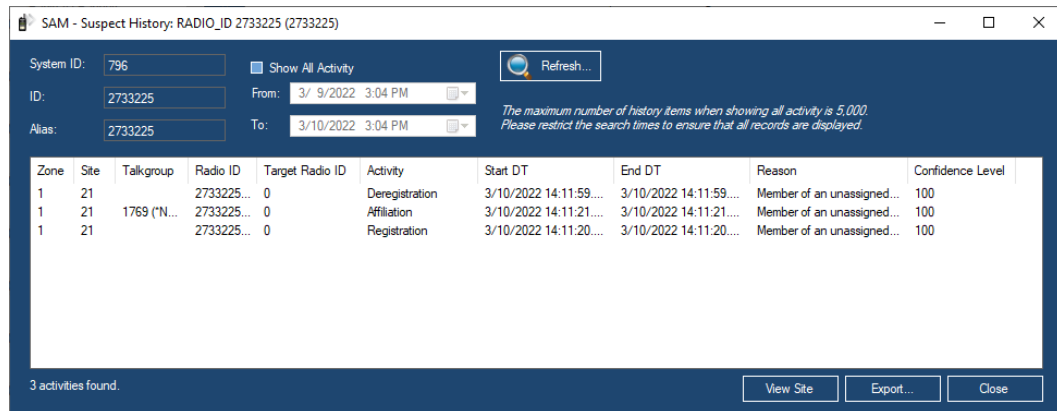 SAM - Suspect History: RADIO_ID 2733225 (2733225)
System ID: 796
Show All Activity
Refresh...
ID: 2733225
From: 3/ 9/2022 3:04 PM
The maximum number of history items when showing all activity is 5,000.
Please restrict the search times to ensure that all records are displayed.
Alias: 2733225
To: 3/10/2022 3:04 PM
Zone Site Talkgroup Radio ID Target Radio ID Activity Start DT End DT Reason Confidence Level
1 21 2733225... 0 Deregistration 3/10/2022 14:11:59.... 3/10/2022 14:11:59.... Member of an unassigned... 100
1 21 1769 (*N... 2733225... 0 Affiliation 3/10/2022 14:11:21.... 3/10/2022 14:11:21.... Member of an unassigned... 100
1 21 2733225... 0 Registration 3/10/2022 14:11:20.... 3/10/2022 14:11:20.... Member of an unassigned... 100
3 activities found.
View Site Export... Close